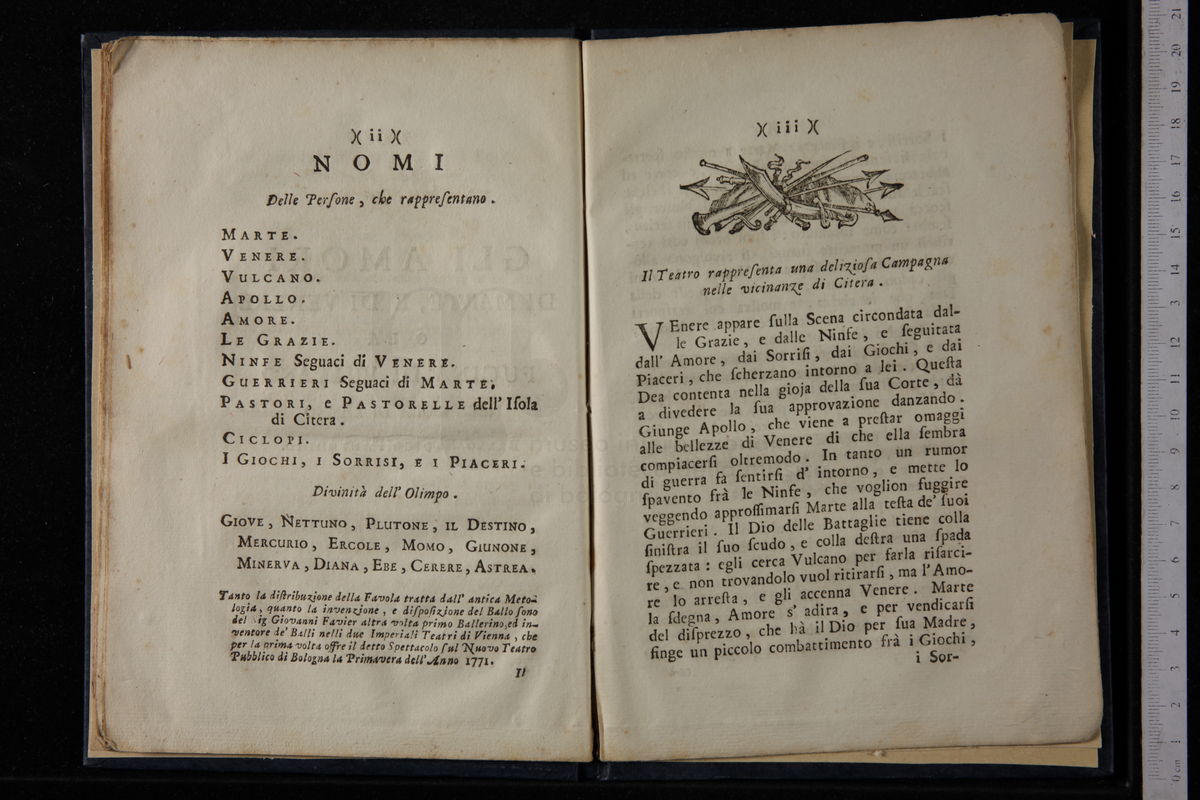 )( ii )(
NOMI
Delle Perſone, che rappreſentano.
MARTE.
VENERE.
VULCANO.
APOLLO.
AMORE.
LE GRAZIE.
NINFE Seguaci di VENERE.
GUERRIERI Seguaci di MARTE.
PASTORI, e PASTORELLE dell' Iſola
di Citera.
CICLOPI.
I GIOCHI, I SORRISI, E I PIACERI.
Divinità dell' Olimpo.
GIOVE, NETTUNO, PLUTONE, IL DESTINO,
MERCURIO, ERCOLE, MOMO, GIUNONE,
MINERVA, DIANA, EBE, CERERE, ASTREA.
Tanto la diſtribuzione della Favola tratta dall' antica Meto-
logia, quanto la invenzione, e diſpoſizione del Ballo ſono
del Sig Giovanni Favier altra volta primo Ballerino, ed in-
ventore de' Balli nelli due Imperiali Teatri di Vienna, che
per la prima volta offre il detto Spettacolo ſul Nuovo Teatro
Pubblico di Bologna la Primavera dell' Anno 1771.
Il
)( iii )(
Il Teatro rappreſenta una delizioſa Campagna
nelle vicinanze di Citera.
VEnere appare ſulla Scena circondata dal-
le Grazie, e dalle Ninfe, e ſeguitata
dall' Amore, dai Sorriſi, dai Giochi, e dai
Piaceri, che ſcherzano intorno a lei. Queſta
Dea contenta nella gioja della ſua Corte, dà
a divedere la ſua approvazione danzando.
Giunge Apollo, che viene a preſtar omaggi
alle bellezze di Venere di che ella ſembra
compiacerſi oltremodo. In tanto un rumor
di guerra fa ſentirſi d' intorno, e mette lo
ſpavento frà le Ninfe, che voglion fuggire
veggendo approſſimarſi Marte alla teſta de' ſuoi
Guerrieri. Il Dio delle Battaglie tiene colla
ſiniſtra il ſuo ſcudo, e colla deſtra una ſpada
ſpezzata: egli cerca Vulcano per farla riſarci-
re, e non trovandolo vuol ritirarſi, ma l'Amo-
re lo arreſta, e gli accenna Venere. Marte
la ſdegna, Amore s' adira, e per vendicarſi
del diſprezzo, che hà il Dio per ſua Madre,
finge un piccolo combattimento frà i Giochi,
i Sor-